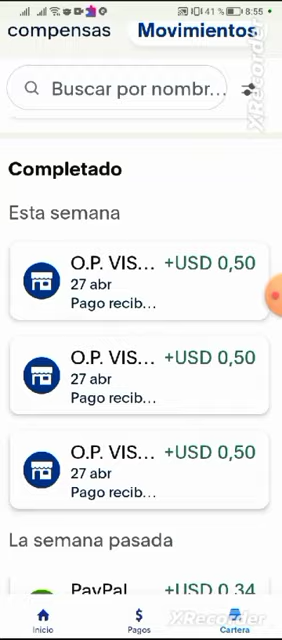 41 % 8:55
compensas Movimientos
XRecorder
Buscar por nombr...
Completado
Esta semana
O.P. VIS... +USD 0,50
27 abr
Pago recib...
O.P. VIS... +USD 0,50
27 abr
Pago recib...
O.P. VIS... +USD 0,50
27 abr
Pago recib...
La semana pasada
PayPal +USD 0,34
Inicio Pagos Cartera
XRecorder